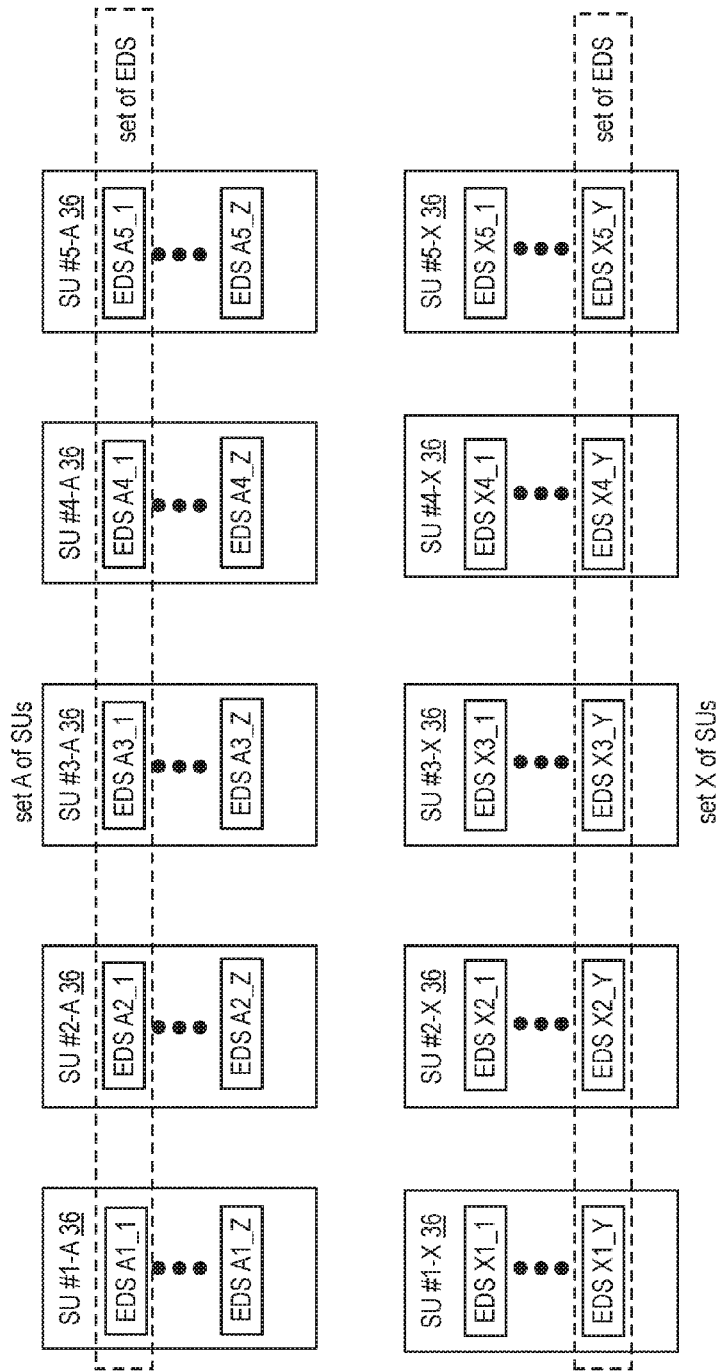 set A of SUs
SU #1-A 36
EDS A1_1
EDS A1_Z
SU #2-A 36
EDS A2_1
EDS A2_Z
SU #3-A 36
EDS A3_1
EDS A3_Z
SU #4-A 36
EDS A4_1
EDS A4_Z
SU #5-A 36
EDS A5_1
EDS A5_Z
set of EDS
SU #1-X 36
EDS X1_1
EDS X1_Y
SU #2-X 36
EDS X2_1
EDS X2_Y
SU #3-X 36
EDS X3_1
EDS X3_Y
SU #4-X 36
EDS X4_1
EDS X4_Y
SU #5-X 36
EDS X5_1
EDS X5_Y
set of EDS
set X of SUs